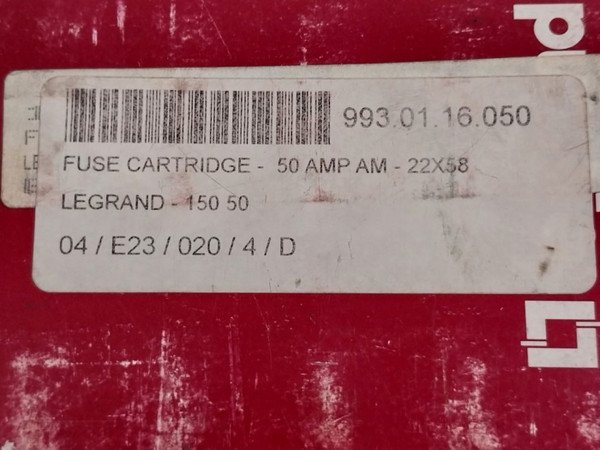 993.01.16.050
FUSE CARTRIDGE - 50 AMP AM - 22X58
LEGRAND - 150 50
04 / E23 / 020 / 4 / D